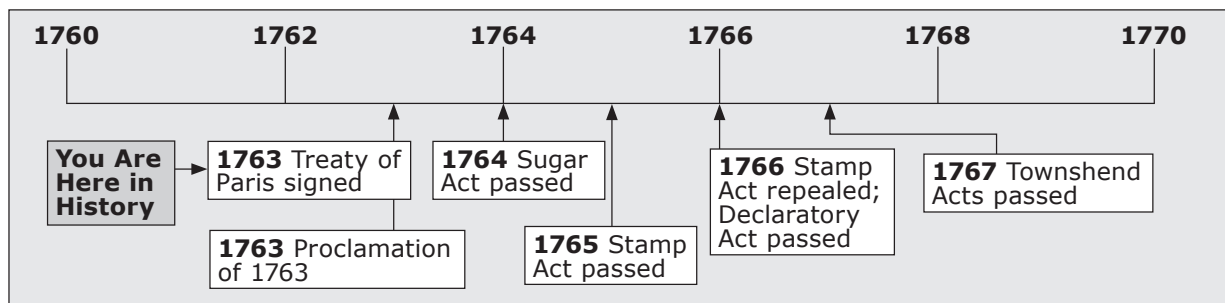 1760 1762 1764 1766 1768 1770
You Are
Here in
History
1763 Treaty of
Paris signed
1763 Proclamation
of 1763
1764 Sugar
Act passed
1765 Stamp
Act passed
1766 Stamp
Act repealed;
Declaratory
Act passed
1767 Townshend
Acts passed